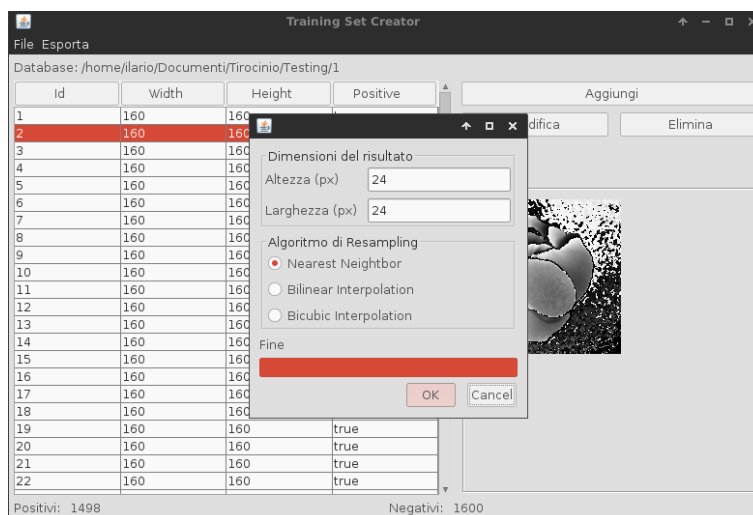 Training Set Creator
File Esporta
Database: /home/ilario/Documenti/Tirocinio/Testing/1
Id Width Height Positive
Aggiungi
difica Elimina
1 160 160
2 160 160
3 160 160
4 160 160
5 160 160
6 160 160
7 160 160
8 160 160
9 160 160
10 160 160
11 160 160
12 160 160
13 160 160
14 160 160
15 160 160
16 160 160
17 160 160
18 160 160
19 160 160 true
20 160 160 true
21 160 160 true
22 160 160 true
Dimensioni del risultato
Altezza (px) 24
Larghezza (px) 24
Algoritmo di Resampling
Nearest Neightbor
Bilinear Interpolation
Bicubic Interpolation
Fine
OK Cancel
Positivi: 1498 Negativi: 1600